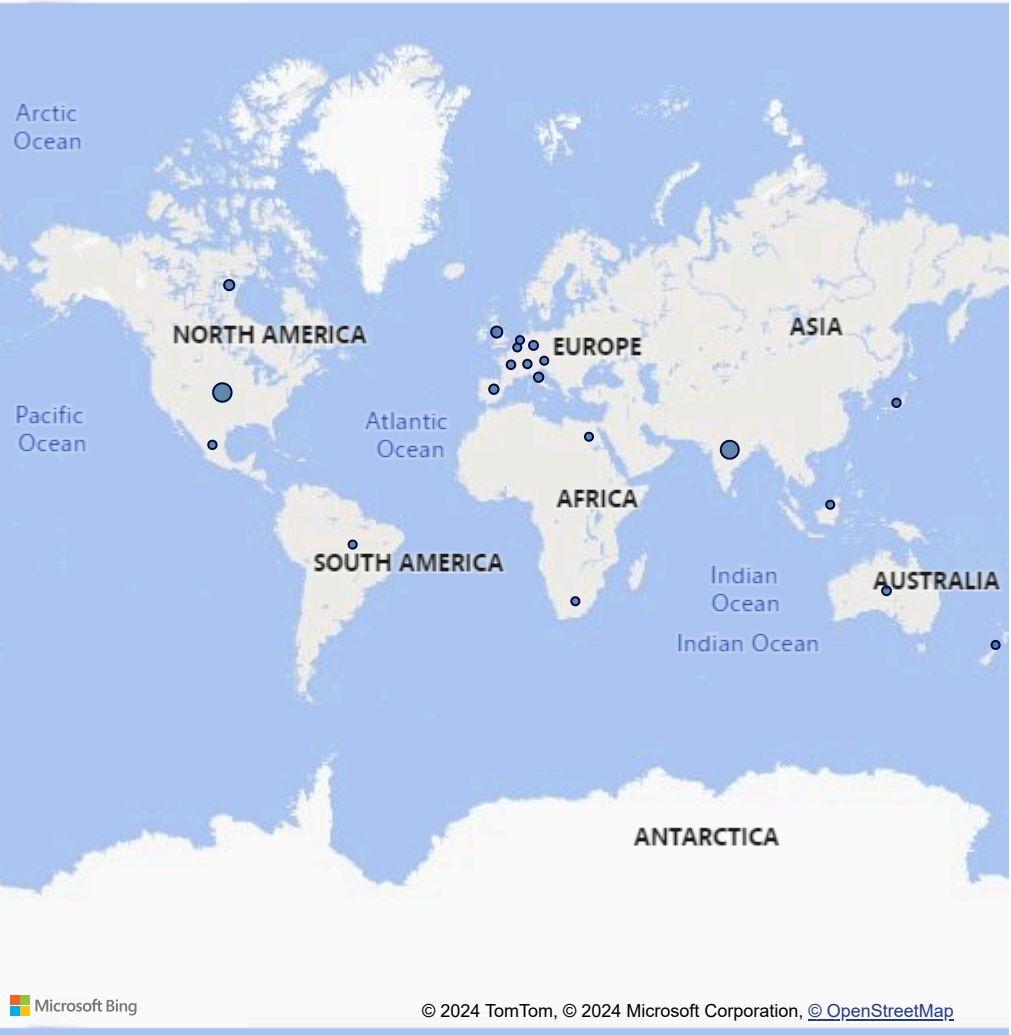 Arctic
Ocean
NORTH AMERICA
ASIA
EUROPE
Pacific
Ocean
Atlantic
Ocean
AFRICA
SOUTH AMERICA
Indian
Ocean
AUSTRALIA
Indian Ocean
ANTARCTICA
Microsoft Bing
© 2024 TomTom, © 2024 Microsoft Corporation, © OpenStreetMap